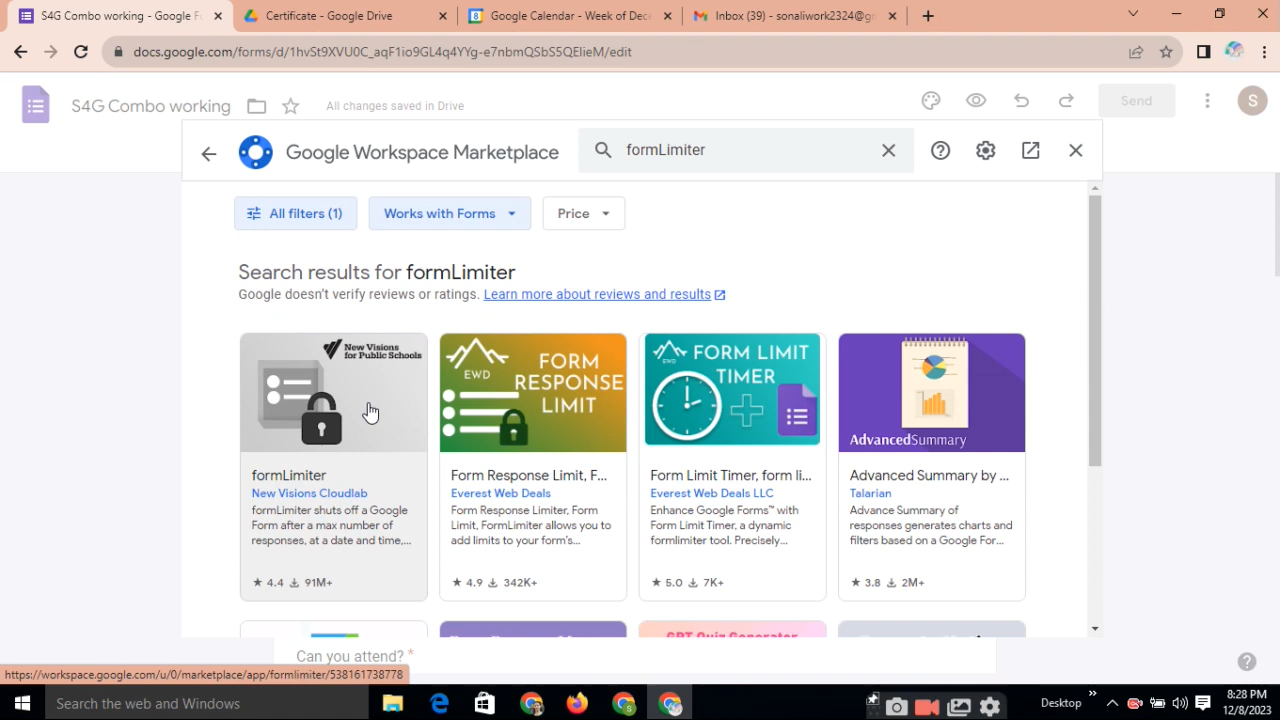 S4G Combo working - Google F
Certificate - Google Drive
Google Calendar - Week of Dece
Inbox (39) - sonaliwork2324@gm
docs.google.com/forms/d/1hvSt9XVU0C_aqF1io9GL4q4YYg-e7nbmQSbS5QElieM/edit
S4G Combo working
All changes saved in Drive
Send
S
Google Workspace Marketplace
formLimiter
All filters (1)
Works with Forms
Price
Search results for formLimiter
Google doesn't verify reviews or ratings. Learn more about reviews and results
New Visions
for Public Schools
formLimiter
New Visions Cloudlab
formLimiter shuts off a Google
Form after a max number of
responses, at a date and time,...
4.4 91M+
EWD
FORM
RESPONSE
LIMIT
Form Response Limit, F...
Everest Web Deals
Form Response Limiter, Form
Limit, FormLimiter allows you to
add limits to your form's...
4.9 342K+
EWD
FORM LIMIT
TIMER
Form Limit Timer, form li...
Everest Web Deals LLC
Enhance Google Forms™ with
Form Limit Timer, a dynamic
formlimiter tool. Precisely...
5.0 7K+
AdvancedSummary
Advanced Summary by ...
Talarian
Advance Summary of
responses generates charts and
filters based on a Google For...
3.8 2M+
GPT Quiz Generator
Can you attend? *
https://workspace.google.com/u/0/marketplace/app/formlimiter/538161738778
Search the web and Windows
Desktop
8:28 PM
12/8/2023